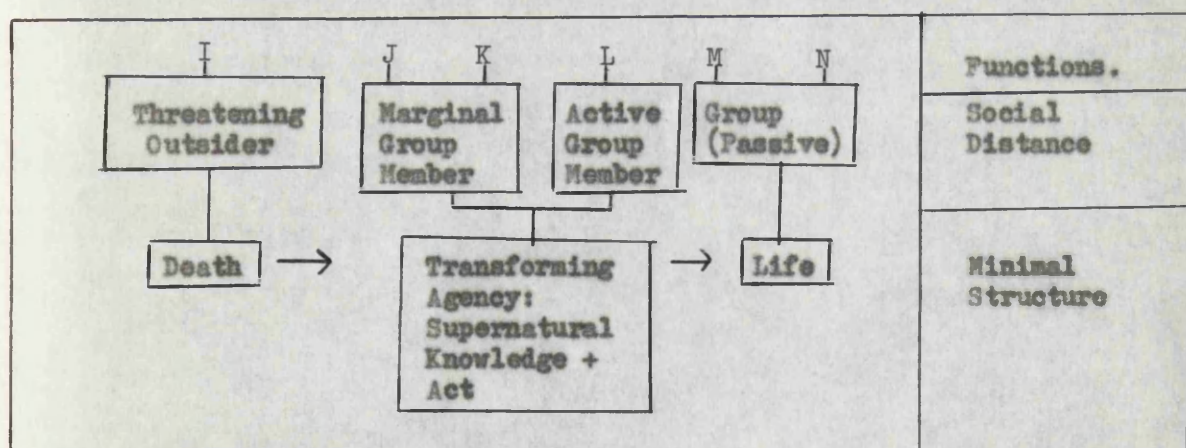 I J K L M N
Functions.
Threatening
Outsider
Marginal
Group
Member
Active
Group
Member
Group
(Passive)
Social
Distance
Death → 
Transforming
Agency:
Supernatural
Knowledge +
Act
→ Life
Minimal
Structure